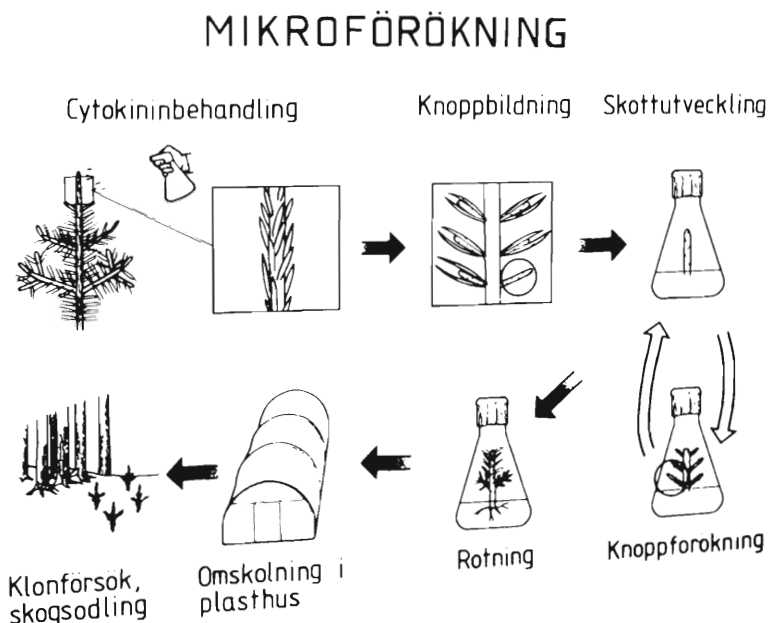 MIKROFÖRÖKNING
Cytokininbehandling
Knoppbildning
Skottutveckling
Knoppforokning
Rotning
Omskolning i
plasthus
Klonförsök,
skogsodling